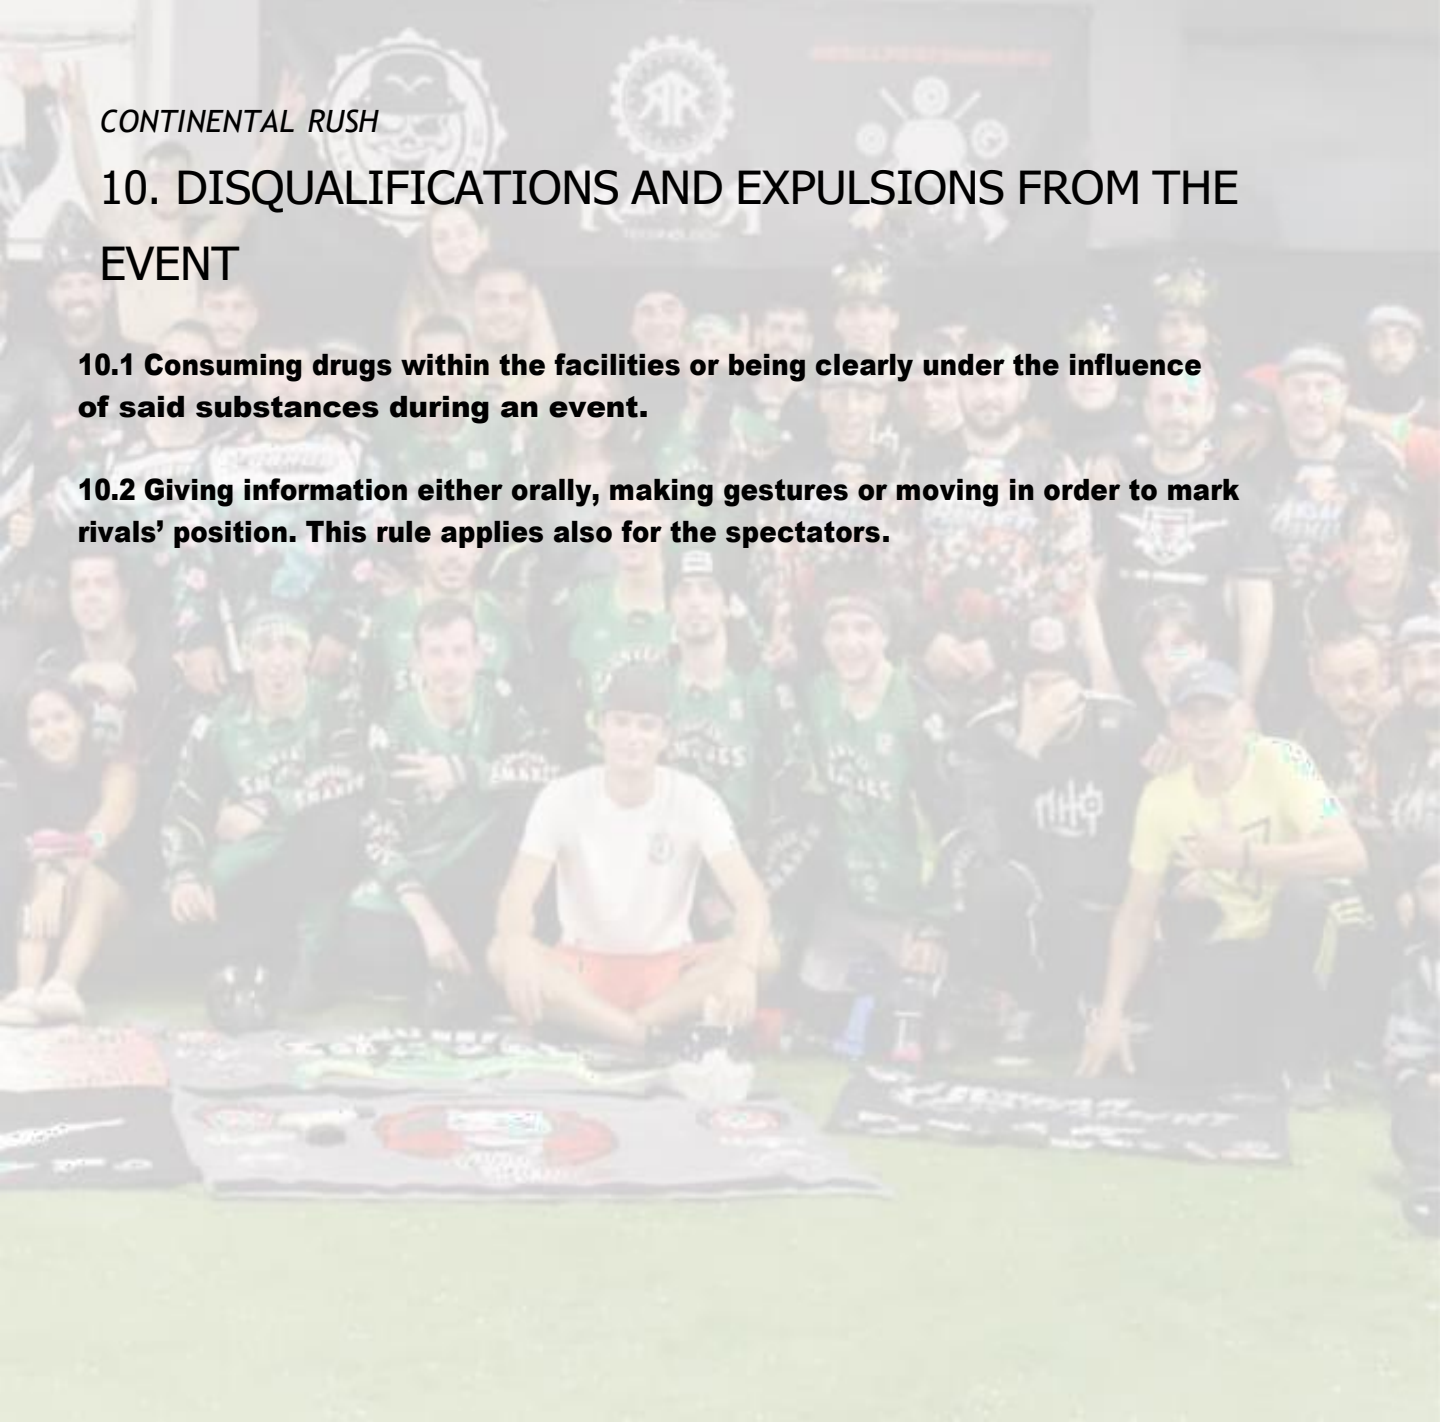 CONTINENTAL RUSH
10. DISQUALIFICATIONS AND EXPULSIONS FROM THE
EVENT
10.1 Consuming drugs within the facilities or being clearly under the influence
of said substances during an event.
10.2 Giving information either orally, making gestures or moving in order to mark
rivals’ position. This rule applies also for the spectators.